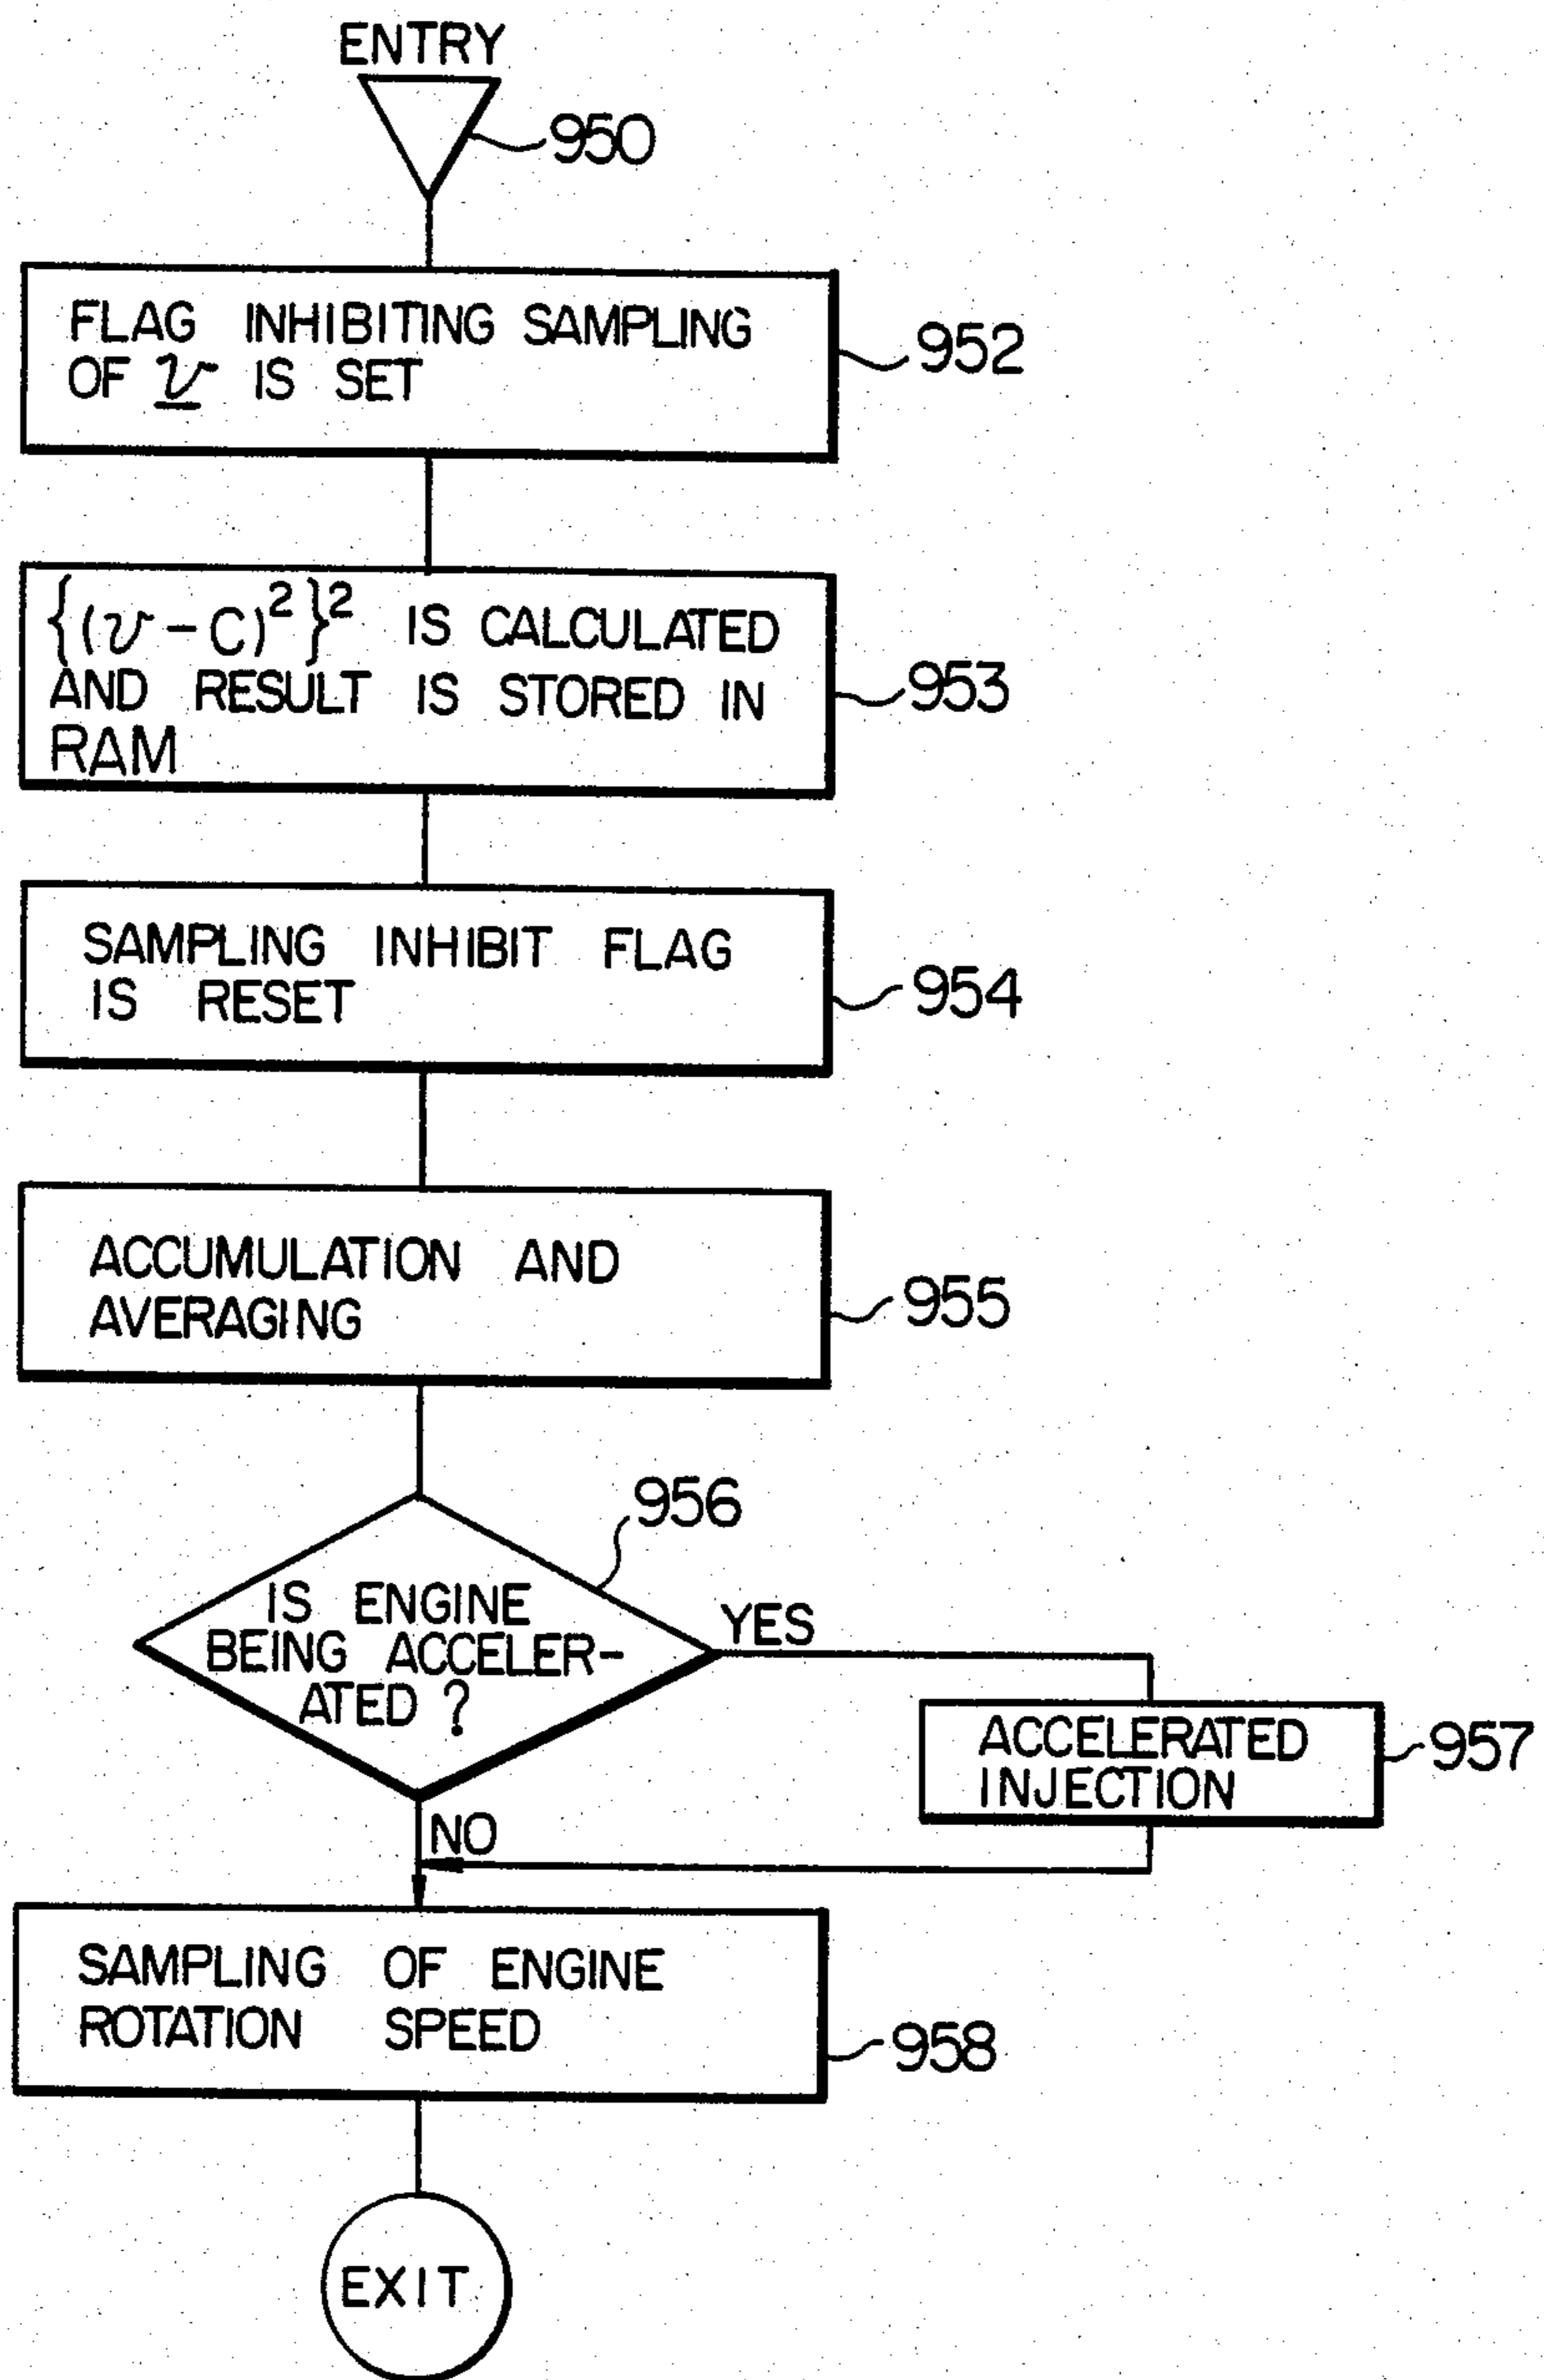 ENTRY
950
FLAG INHIBITING SAMPLING
OF v IS SET
952
{(v-C)²}² IS CALCULATED
AND RESULT IS STORED IN
RAM
953
SAMPLING INHIBIT FLAG
IS RESET
954
ACCUMULATION AND
AVERAGING
955
956
IS ENGINE
BEING ACCELER-
ATED ?
YES
ACCELERATED
INJECTION
957
NO
SAMPLING OF ENGINE
ROTATION SPEED
958
EXIT